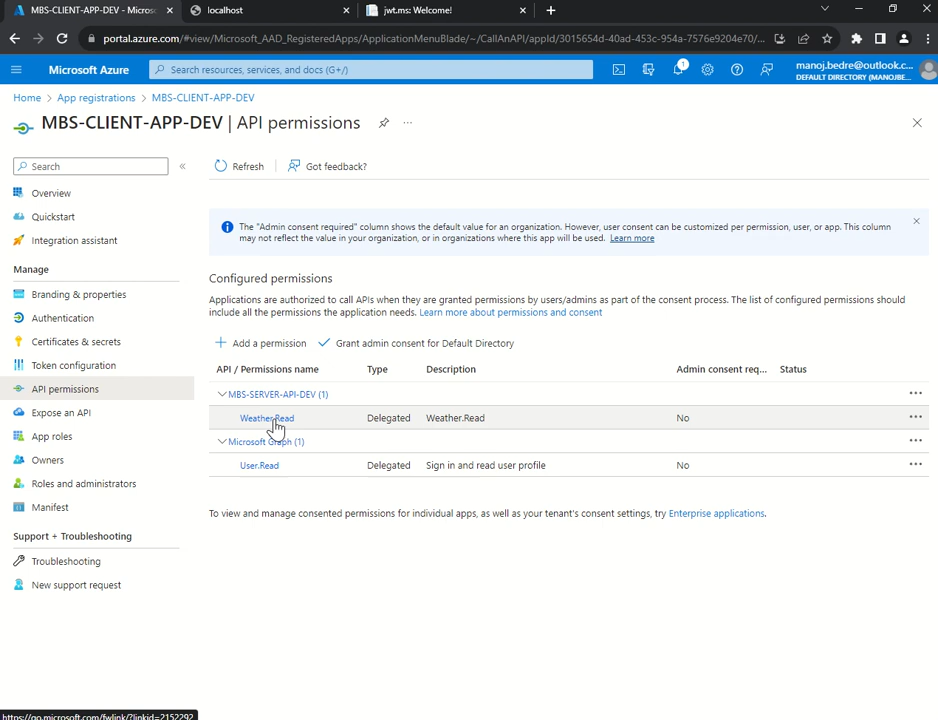 MBS-CLIENT-APP-DEV - Micros
localhost
jwt.ms: Welcome!
portal.azure.com/#view/Microsoft_AAD_RegisteredApps/ApplicationMenuBlade/~/CallAnAPI/appId/3015654d-40ad-453c-954a-7576e9204e70/...
Microsoft Azure
Search resources, services, and docs (G+/)
1
manoj.bedre@outlook.c...
DEFAULT DIRECTORY (MANOJBE...
Home > App registrations > MBS-CLIENT-APP-DEV
MBS-CLIENT-APP-DEV | API permissions
Search
Refresh
Got feedback?
Overview
Quickstart
Integration assistant
Manage
Branding & properties
Authentication
Certificates & secrets
Token configuration
API permissions
Expose an API
App roles
Owners
Roles and administrators
Manifest
Support + Troubleshooting
Troubleshooting
New support request
The "Admin consent required" column shows the default value for an organization. However, user consent can be customized per permission, user, or app. This column
may not reflect the value in your organization, or in organizations where this app will be used. Learn more
Configured permissions
Applications are authorized to call APIs when they are granted permissions by users/admins as part of the consent process. The list of configured permissions should
include all the permissions the application needs. Learn more about permissions and consent
Add a permission
Grant admin consent for Default Directory
API / Permissions name Type Description Admin consent req... Status
MBS-SERVER-API-DEV (1)
Weather.Read Delegated Weather.Read No
Microsoft Graph (1)
User.Read Delegated Sign in and read user profile No
To view and manage consented permissions for individual apps, as well as your tenant's consent settings, try Enterprise applications.
https://go.microsoft.com/fwlink/?linkid=2152292